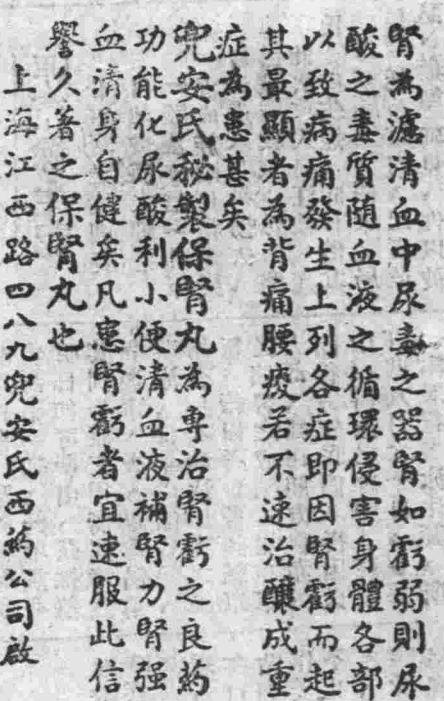 腎為濾清血中尿毒之器腎如虧弱則尿
酸之毒質随血液之循環侵害身體各部
以致病痛發生上列各症即因腎虧而起
其最顯者為背痛腰痠若不速治釀成重
症為患甚矣
兜安氏秘製保腎丸為專治腎虧之良药
功能化尿酸利小便清血液補腎力腎强
血清身自健矣凡患腎虧者宜速服此信
譽久著之保腎丸也
上海江西路四八九兜安氏西药公司啟